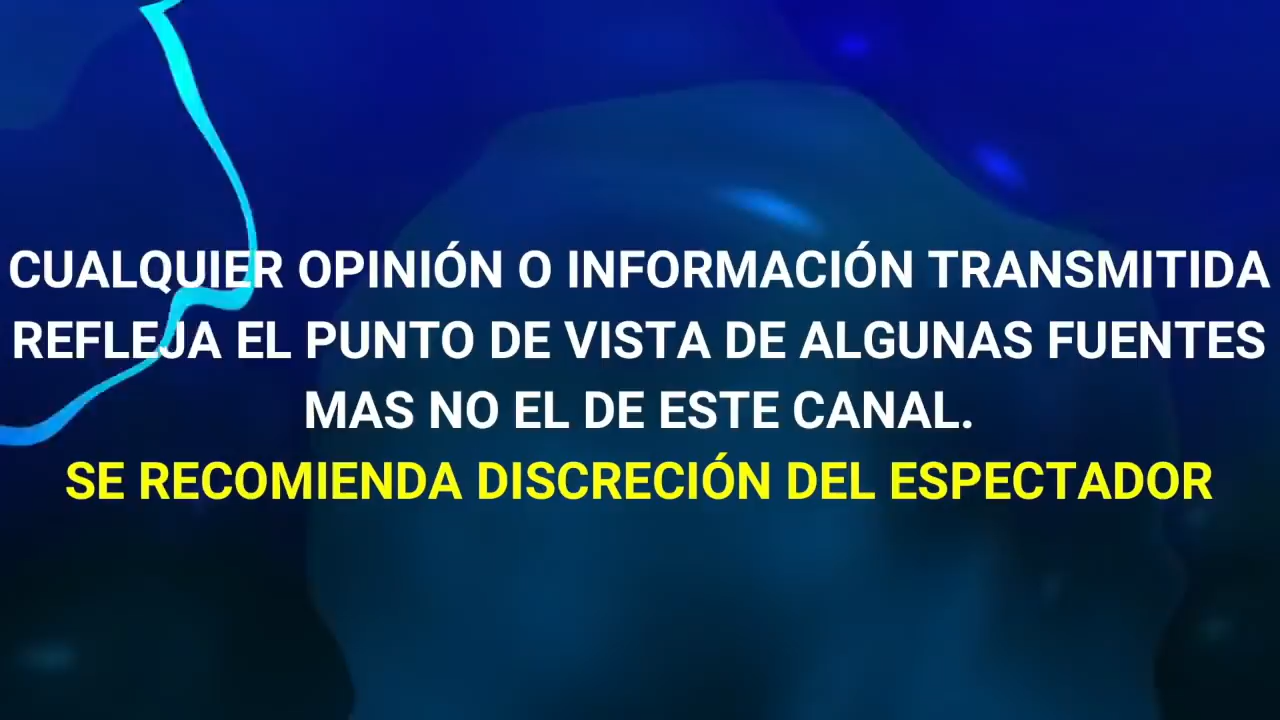 CUALQUIER OPINIÓN O INFORMACIÓN TRANSMITIDA
REFLEJA EL PUNTO DE VISTA DE ALGUNAS FUENTES
MAS NO EL DE ESTE CANAL.
SE RECOMIENDA DISCRECIÓN DEL ESPECTADOR